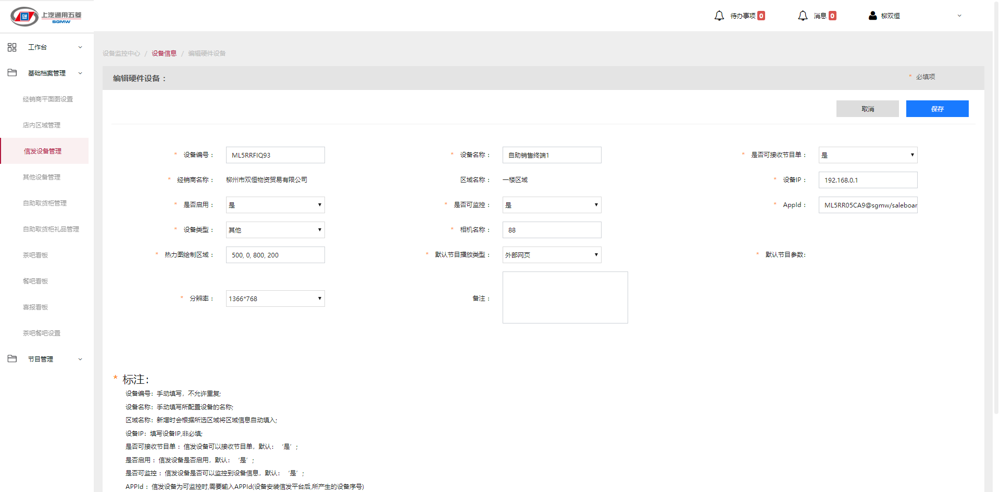 上汽通用五菱
SGMW
待办事项 0
消息 0
柳双恒
工作台
基础档案管理
经销商平面图设置
店内区域管理
信发设备管理
其他设备管理
自助取货柜管理
自助取货柜礼品管理
茶吧看板
餐吧看板
喜报看板
茶吧餐吧设置
节目管理
设备监控中心 / 设备信息 / 编辑硬件设备
编辑硬件设备 :
* 必填项
取消
保存
* 设备编号 : ML5RRFIQ93
* 设备名称 : 自助销售终端1
* 是否可接收节目单 : 是
* 经销商名称 : 柳州市双恒物资贸易有限公司
区域名称 : 一楼区域
* 设备IP : 192.168.0.1
* 是否启用 : 是
* 是否可监控 : 是
* AppId : ML5RR05CA9@sgmw/saleboar
* 设备类型 : 其他
* 相机名称 : 88
* 热力图绘制区域 : 500, 0, 800, 200
* 默认节目播放类型 : 外部网页
* 默认节目参数:
* 分辨率 : 1366*768
备注 :
* 标注:
设备编号: 手动填写，不允许重复;
设备名称: 手动填写所配置设备的名称;
区域名称: 新增时会根据所选区域将区域信息自动填入;
设备IP: 填写设备IP,非必填;
是否可接收节目单 : 信发设备可以接收节目单，默认: ‘是’ ;
是否启用 : 信发设备是否启用，默认: ‘是’ ;
是否可监控 : 信发设备是否可以监控到设备信息，默认: ‘是’ ;
APPId : 信发设备为可监控时,需要输入APPId(设备安装信发平台后,所产生的设备序号)